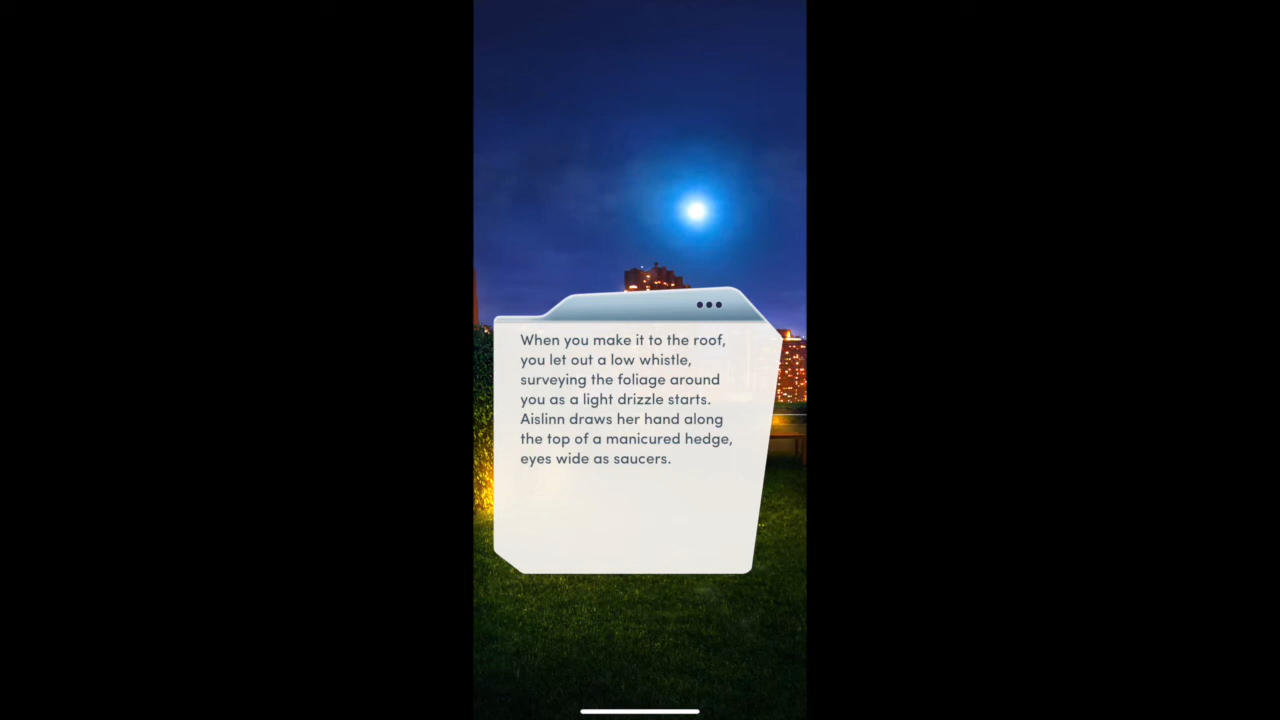 When you make it to the roof,
you let out a low whistle,
surveying the foliage around
you as a light drizzle starts.
Aislinn draws her hand along
the top of a manicured hedge,
eyes wide as saucers.